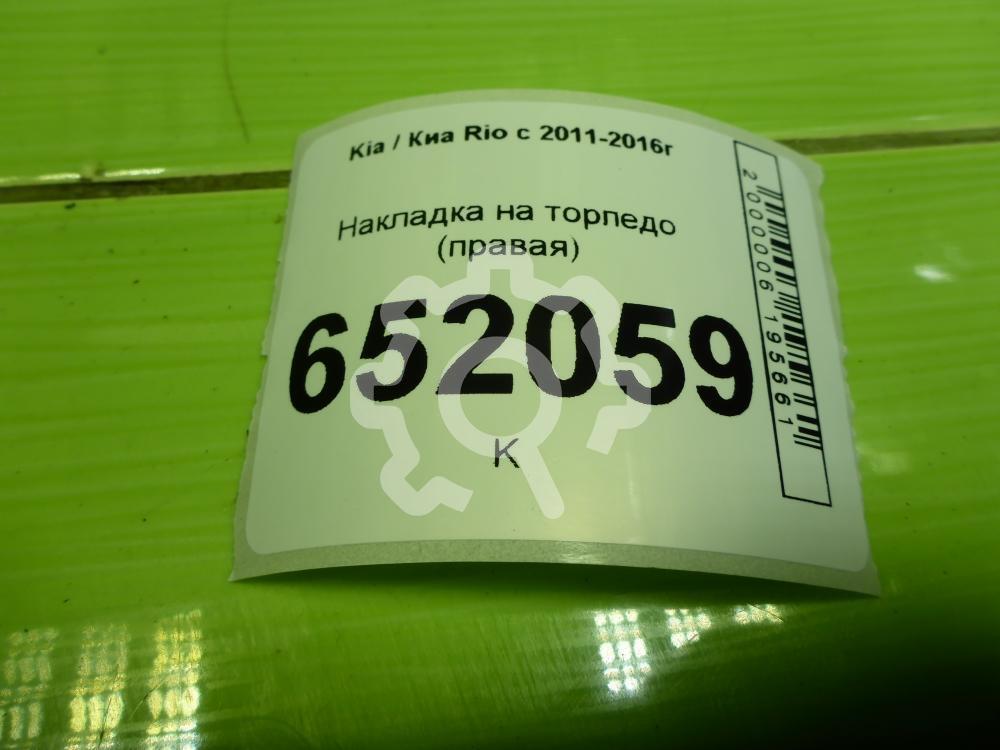 Kia / Киа Rio с 2011-2016г
Накладка на торпедо
(правая)
652059
К
2000006195661